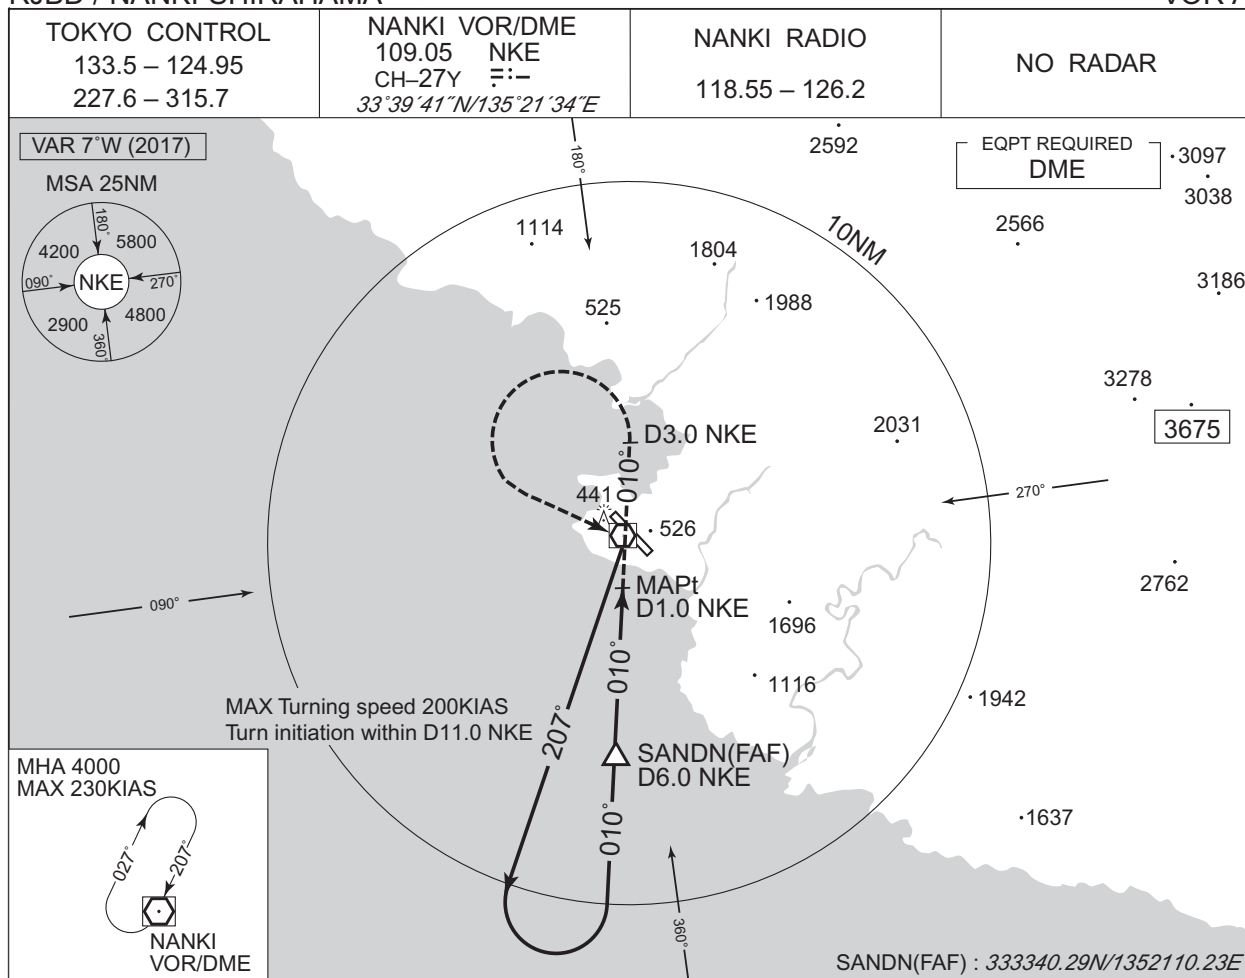 TOKYO CONTROL
133.5 – 124.95
227.6 – 315.7
NANKI VOR/DME
109.05 NKE
CH–27Y
33°39´41˝N/135°21´34˝E
NANKI RADIO
118.55 – 126.2
NO RADAR
VAR 7°W (2017)
MSA 25NM
180°
4200
5800
090°
NKE
270°
2900
4800
360°
180°
2592
EQPT REQUIRED
DME
3097
3038
1114
1804
10NM
2566
525
1988
3186
3278
3675
D3.0 NKE
2031
010°
441
526
270°
MAPt
D1.0 NKE
090°
2762
1696
010°
1116
1942
MAX Turning speed 200KIAS
Turn initiation within D11.0 NKE
207°
SANDN(FAF)
D6.0 NKE
010°
1637
MHA 4000
MAX 230KIAS
027°
207°
NANKI
VOR/DME
360°
SANDN(FAF) : 333340.29N/1352110.23E